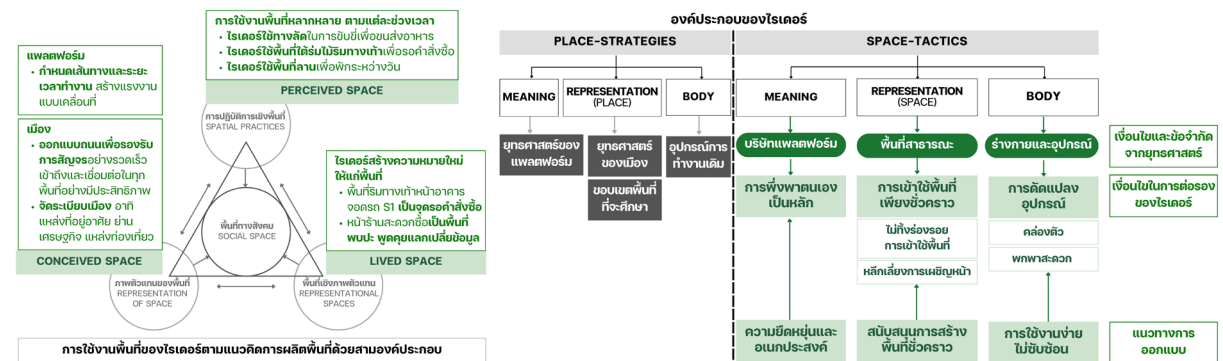 การใช้งานพื้นที่หลากหลาย ตามแต่ละช่วงเวลา
• ไรเดอร์ใช้ทางลัดในการขับขี่เพื่อขนส่งอาหาร
• ไรเดอร์ใช้พื้นที่ใต้ร่มไม้ริมทางเท้าเพื่อรอคำสั่งซื้อ
• ไรเดอร์ใช้พื้นที่ลานเพื่อพักระหว่างวัน
PERCEIVED SPACE
แพลตฟอร์ม
• กำหนดเส้นทางและระยะ
เวลาทำงาน สร้างแรงงาน
แบบเคลื่อนที่
เมือง
• ออกแบบถนนเพื่อรองรับ
การสัญจรอย่างรวดเร็ว
เข้าถึงและเชื่อมต่อในทุก
พื้นที่อย่างมีประสิทธิภาพ
• จัดระเบียบเมือง อาทิ
แหล่งที่อยู่อาศัย ย่าน
เศรษฐกิจ แหล่งท่องเที่ยว
CONCEIVED SPACE
การปฏิบัติการเชิงพื้นที่
SPATIAL PRACTICES
พื้นที่ทางสังคม
SOCIAL SPACE
ไรเดอร์สร้างความหมายใหม่
ให้แก่พื้นที่
• พื้นที่ริมทางเท้าหน้าอาคาร
จอดรถ S1 เป็นจุดรอคำสั่งซื้อ
• หน้าร้านสะดวกซื้อเป็นพื้นที่
พบปะ พูดคุยแลกเปลี่ยข้อมูล
LIVED SPACE
ภาพตัวแทนของพื้นที่
REPRESENTATION
OF SPACE
พื้นที่เชิงภาพตัวแทน
REPRESENTATIONAL
SPACES
การใช้งานพื้นที่ของไรเดอร์ตามแนวคิดการผลิตพื้นที่ด้วยสามองค์ประกอบ
องค์ประกอบของไรเดอร์
PLACE-STRATEGIES
SPACE-TACTICS
MEANING
REPRESENTATION
(PLACE)
BODY
MEANING
REPRESENTATION
(SPACE)
BODY
ยุทธศาสตร์ของ
แพลตฟอร์ม
ยุทธศาสตร์
ของเมือง
ขอบเขตพื้นที่
ที่จะศึกษา
อุปกรณ์การ
ทำงานเดิม
บริษัทแพลตฟอร์ม
พื้นที่สาธารณะ
ร่างกายและอุปกรณ์
เงื่อนไขและข้อจำกัด
จากยุทธศาสตร์
การพึ่งพาตนเอง
เป็นหลัก
การเข้าใช้พื้นที่
เพียงชั่วคราว
ไม่ทิ้งร่องรอย
การเข้าใช้พื้นที่
หลีกเลี่ยงการเผชิญหน้า
การดัดแปลง
อุปกรณ์
คล่องตัว
พกพาสะดวก
เงื่อนไขในการต่อรอง
ของไรเดอร์
ความยืดหยุ่นและ
อเนกประสงค์
สนับสนุนการสร้าง
พื้นที่ชั่วคราว
การใช้งานง่าย
ไม่ซับซ้อน
แนวทางการ
ออกแบบ